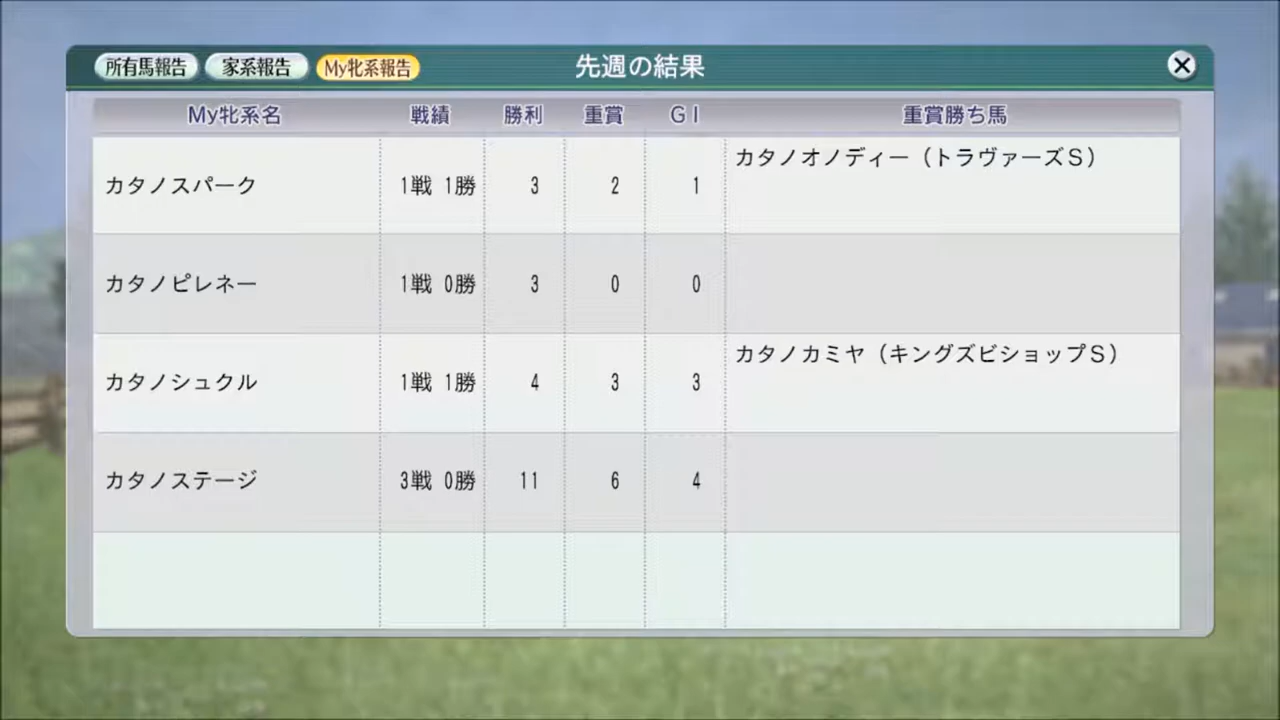 所有馬報告 家系報告 My牝系報告 先週の結果
My牝系名 戦績 勝利 重賞 GⅠ 重賞勝ち馬
カタノスパーク 1戦 1勝 3 2 1 カタノオノディー（トラヴァーズS）
カタノピレネー 1戦 0勝 3 0 0
カタノシュクル 1戦 1勝 4 3 3 カタノカミヤ（キングズビショップS）
カタノステージ 3戦 0勝 11 6 4